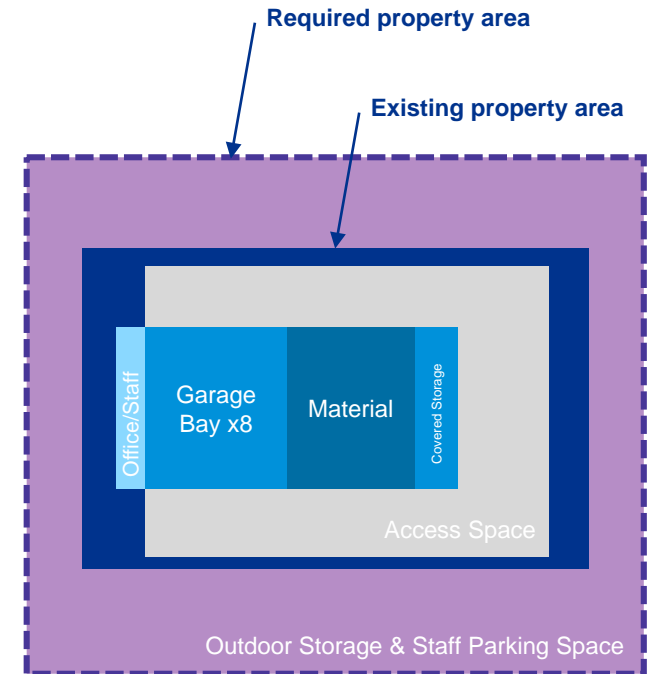 Required property area
Existing property area
Office/Staff
Garage
Bay x8
Material
Covered Storage
Access Space
Outdoor Storage & Staff Parking Space